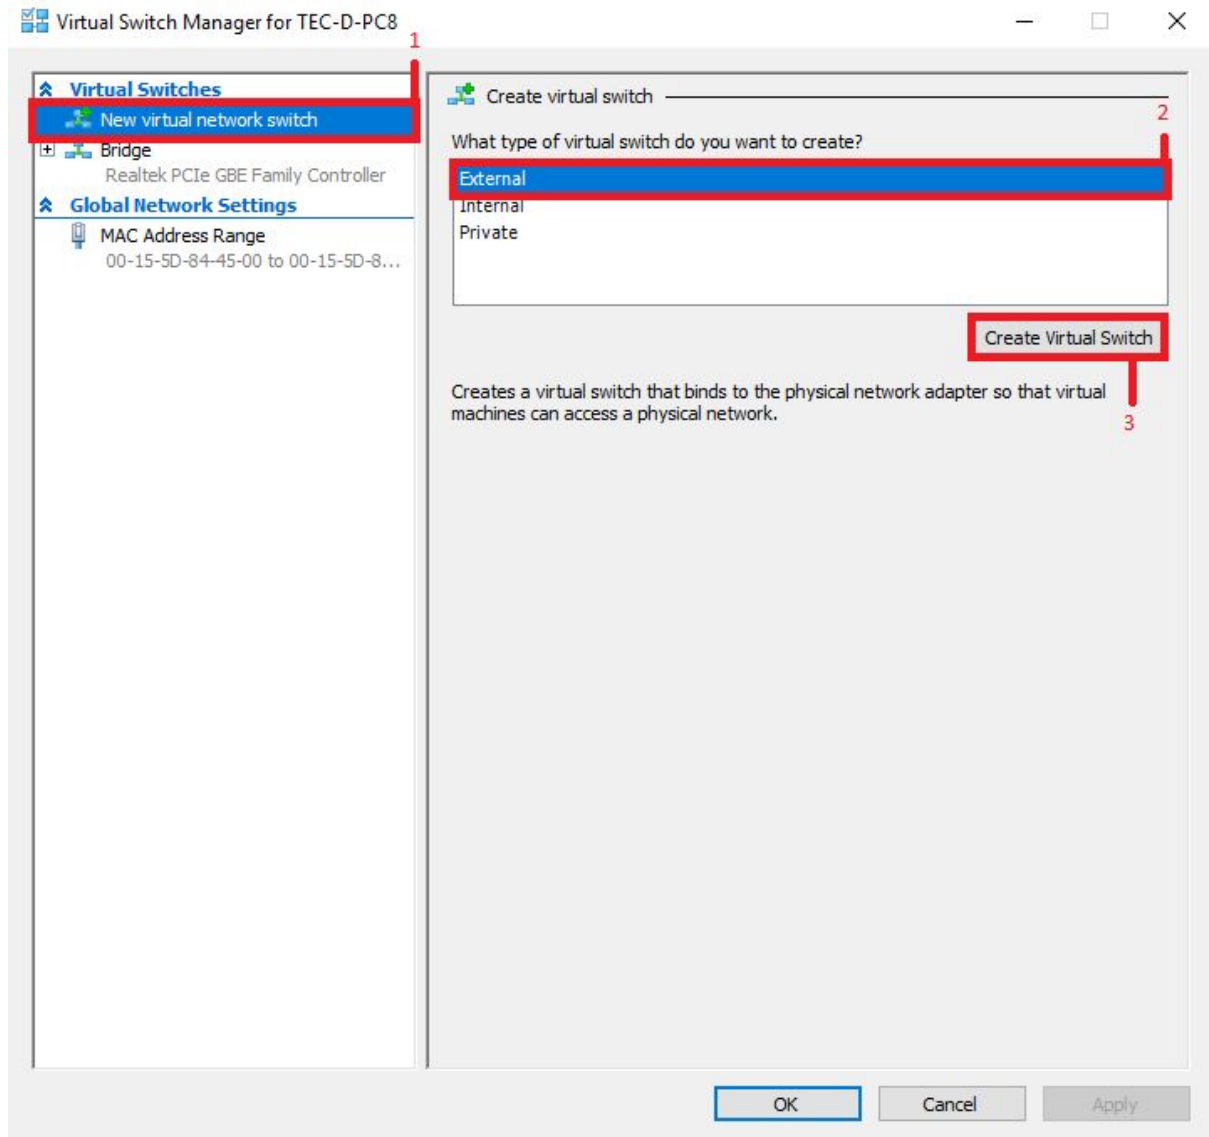 Virtual Switch Manager for TEC-D-PC8
1
Virtual Switches
New virtual network switch
Bridge
Realtek PCIe GBE Family Controller
Global Network Settings
MAC Address Range
00-15-5D-84-45-00 to 00-15-5D-8...
Create virtual switch
2
What type of virtual switch do you want to create?
External
Internal
Private
Create Virtual Switch
Creates a virtual switch that binds to the physical network adapter so that virtual
machines can access a physical network.
3
OK
Cancel
Apply